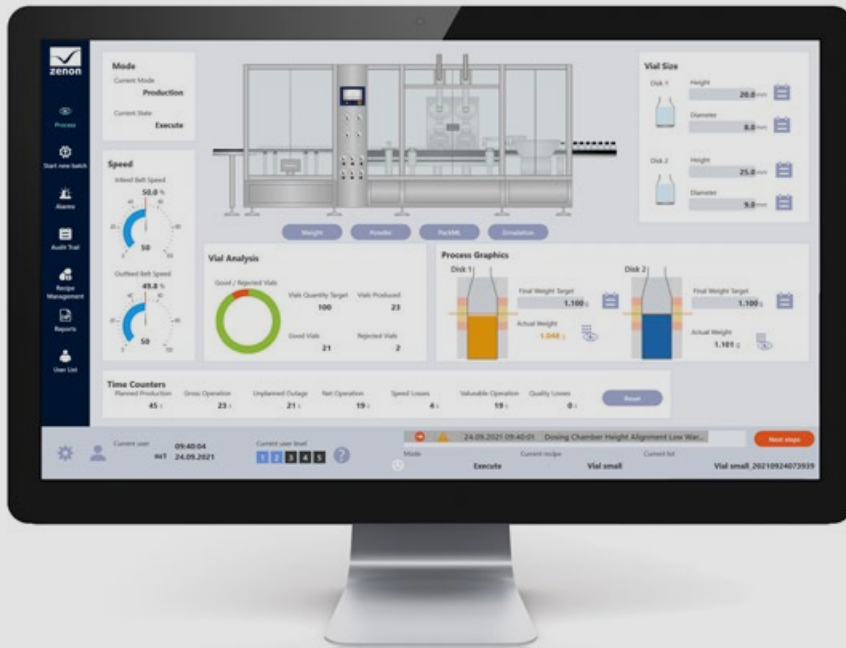 zenon
Process
Start new batch
Alarms
Audit Trail
Recipe
Management
Reports
User List
Mode
Current Mode
Production
Current State
Execute
Speed
Infeed Belt Speed
50.0 %
50
Outfeed Belt Speed
49.8 %
50
Weight
Powder
PackML
Simulation
Vial Size
Disk 1
Height
20.0 mm
Diameter
8.0 mm
Disk 2
Height
25.0 mm
Diameter
9.0 mm
Vial Analysis
Good / Rejected Vials
Vials Quantity Target
100
Vials Produced
23
Good Vials
21
Rejected Vials
2
Process Graphics
Disk 1
Final Weight Target
1.100 g
Actual Weight
1.048 g
Disk 2
Final Weight Target
1.100 g
Actual Weight
1.101 g
Time Counters
Planned Production
45 s
Gross Operation
23 s
Unplanned Outage
21 s
Net Operation
19 s
Speed Losses
4 s
Valueable Operation
19 s
Quality Losses
0 s
Reset
Current user
su1
09:40:04
24.09.2021
Current user level
1 2 3 4 5
?
24.09.2021 09:40:01 Dosing Chamber Height Alignment Low War...
Next steps
Mode
Execute
Current recipe
Vial small
Current lot
Vial small_20210924073939